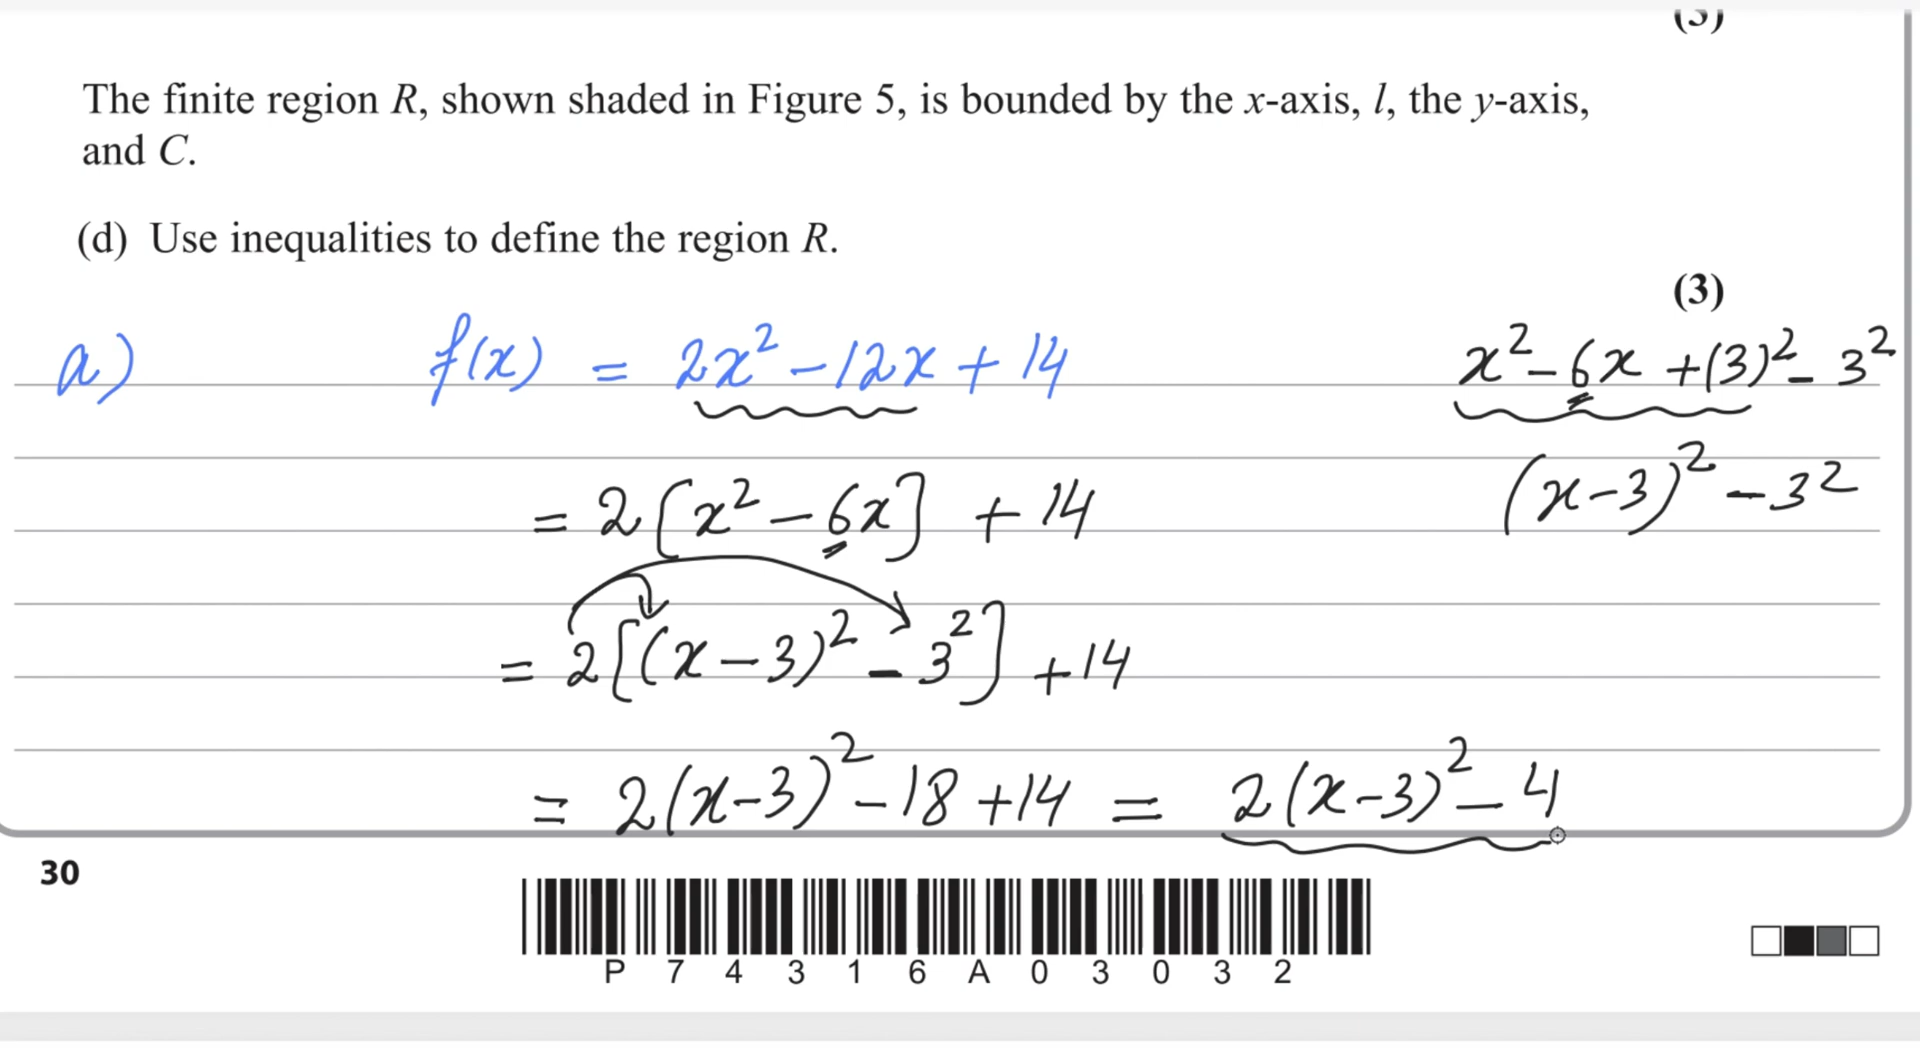 The finite region R, shown shaded in Figure 5, is bounded by the x-axis, l, the y-axis,
and C.
(d) Use inequalities to define the region R.
(3)
a) f(x) = 2x² – 12x + 14
x² – 6x + (3)² – 3²
= 2[x² – 6x] + 14
(x – 3)² – 3²
= 2[(x – 3)² – 3²] + 14
= 2(x – 3)² – 18 + 14 = 2(x – 3)² – 4
30
P 7 4 3 1 6 A 0 3 0 3 2